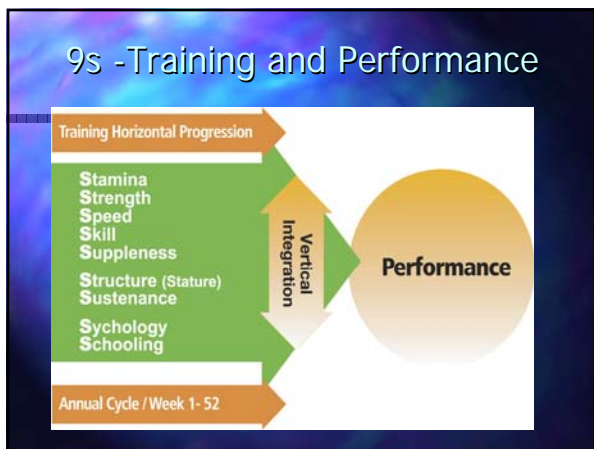 9s -Training and Performance
Training Horizontal Progression
Stamina
Strength
Speed
Skill
Suppleness
Structure (Stature)
Sustenance
Sychology
Schooling
Vertical
Integration
Performance
Annual Cycle / Week 1- 52